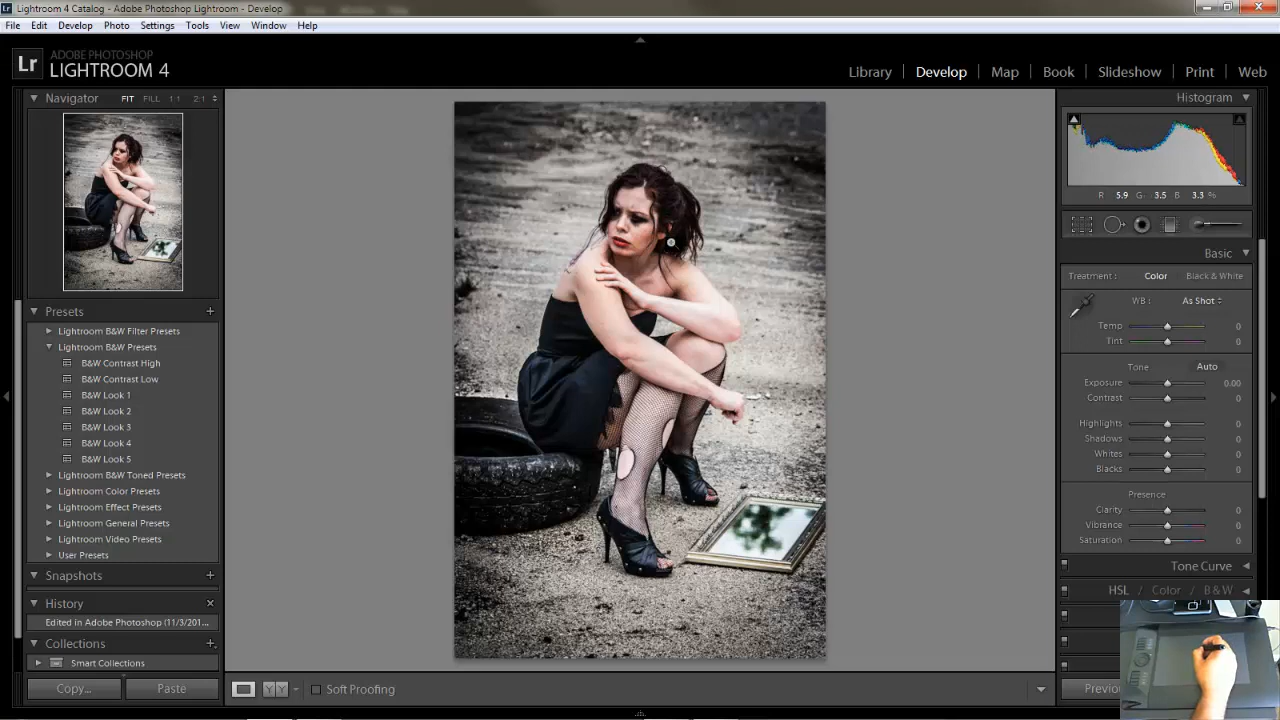 Lightroom 4 Catalog - Adobe Photoshop Lightroom - Develop
File Edit Develop Photo Settings Tools View Window Help
Lr ADOBE PHOTOSHOP
LIGHTROOM 4
Library Develop Map Book Slideshow Print Web
Navigator FIT FILL 1:1 2:1
Presets +
Lightroom B&W Filter Presets
Lightroom B&W Presets
B&W Contrast High
B&W Contrast Low
B&W Look 1
B&W Look 2
B&W Look 3
B&W Look 4
B&W Look 5
Lightroom B&W Toned Presets
Lightroom Color Presets
Lightroom Effect Presets
Lightroom General Presets
Lightroom Video Presets
User Presets
Snapshots +
History
Edited in Adobe Photoshop (11/3/201...
Collections +
Smart Collections
Copy... Paste
Soft Proofing
Histogram
R 5.9 G 3.5 B 3.3 %
Basic
Treatment : Color Black & White
WB : As Shot
Temp 0
Tint 0
Tone Auto
Exposure 0.00
Contrast 0
Highlights 0
Shadows 0
Whites 0
Blacks 0
Presence
Clarity 0
Vibrance 0
Saturation 0
Tone Curve
HSL / Color / B&W
Previou